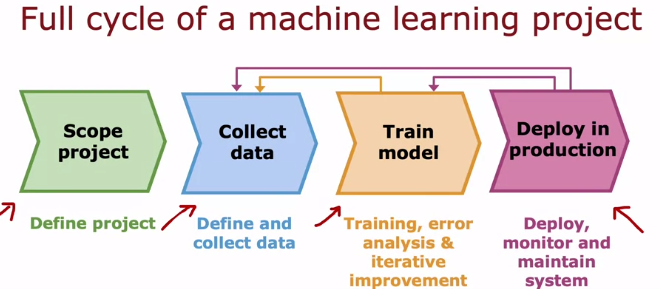 Full cycle of a machine learning project
Scope
project
Collect
data
Train
model
Deploy in
production
Define project
Define and
collect data
Training, error
analysis &
iterative
improvement
Deploy,
monitor and
maintain
system